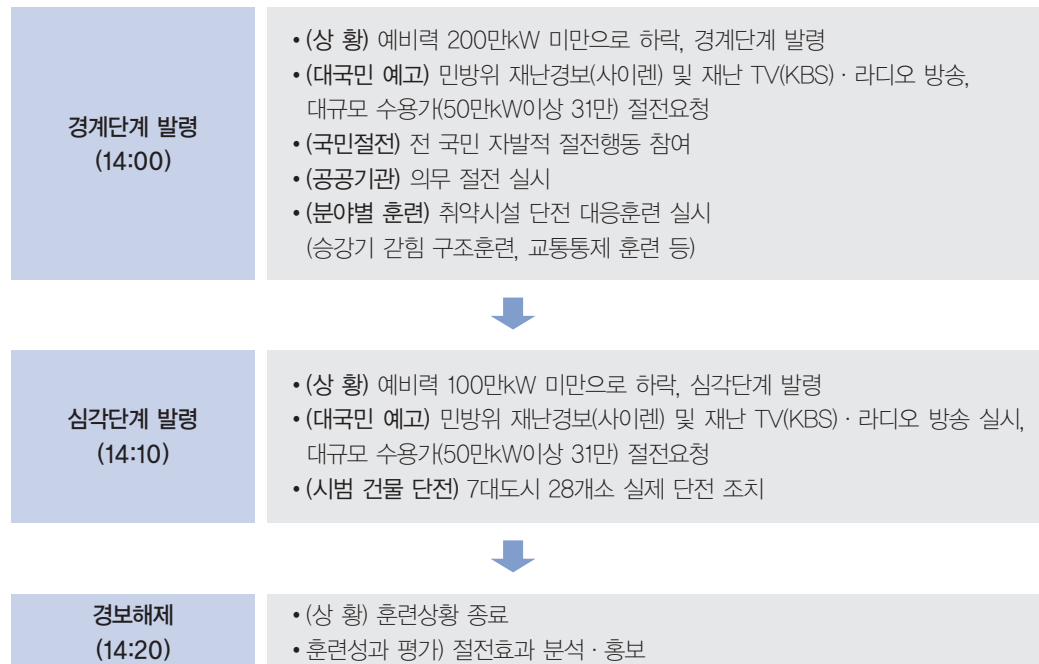 경계단계 발령
(14:00)
• (상 황) 예비력 200만kW 미만으로 하락, 경계단계 발령
• (대국민 예고) 민방위 재난경보(사이렌) 및 재난 TV(KBS) · 라디오 방송,
대규모 수용가(50만kW이상 31만) 절전요청
• (국민절전) 전 국민 자발적 절전행동 참여
• (공공기관) 의무 절전 실시
• (분야별 훈련) 취약시설 단전 대응훈련 실시
(승강기 갇힘 구조훈련, 교통통제 훈련 등)
심각단계 발령
(14:10)
• (상 황) 예비력 100만kW 미만으로 하락, 심각단계 발령
• (대국민 예고) 민방위 재난경보(사이렌) 및 재난 TV(KBS) · 라디오 방송 실시,
대규모 수용가(50만kW이상 31만) 절전요청
• (시범 건물 단전) 7대도시 28개소 실제 단전 조치
경보해제
(14:20)
• (상 황) 훈련상황 종료
• 훈련성과 평가) 절전효과 분석 · 홍보